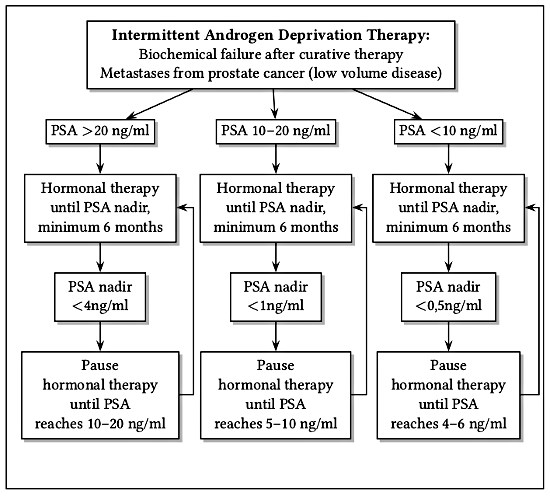 Intermittent Androgen Deprivation Therapy:
Biochemical failure after curative therapy
Metastases from prostate cancer (low volume disease)
PSA >20 ng/ml
PSA 10–20 ng/ml
PSA <10 ng/ml
Hormonal therapy
until PSA nadir,
minimum 6 months
Hormonal therapy
until PSA nadir,
minimum 6 months
Hormonal therapy
until PSA nadir,
minimum 6 months
PSA nadir
<4ng/ml
PSA nadir
<1ng/ml
PSA nadir
<0,5ng/ml
Pause
hormonal therapy
until PSA
reaches 10–20 ng/ml
Pause
hormonal therapy
until PSA
reaches 5–10 ng/ml
Pause
hormonal therapy
until PSA
reaches 4–6 ng/ml